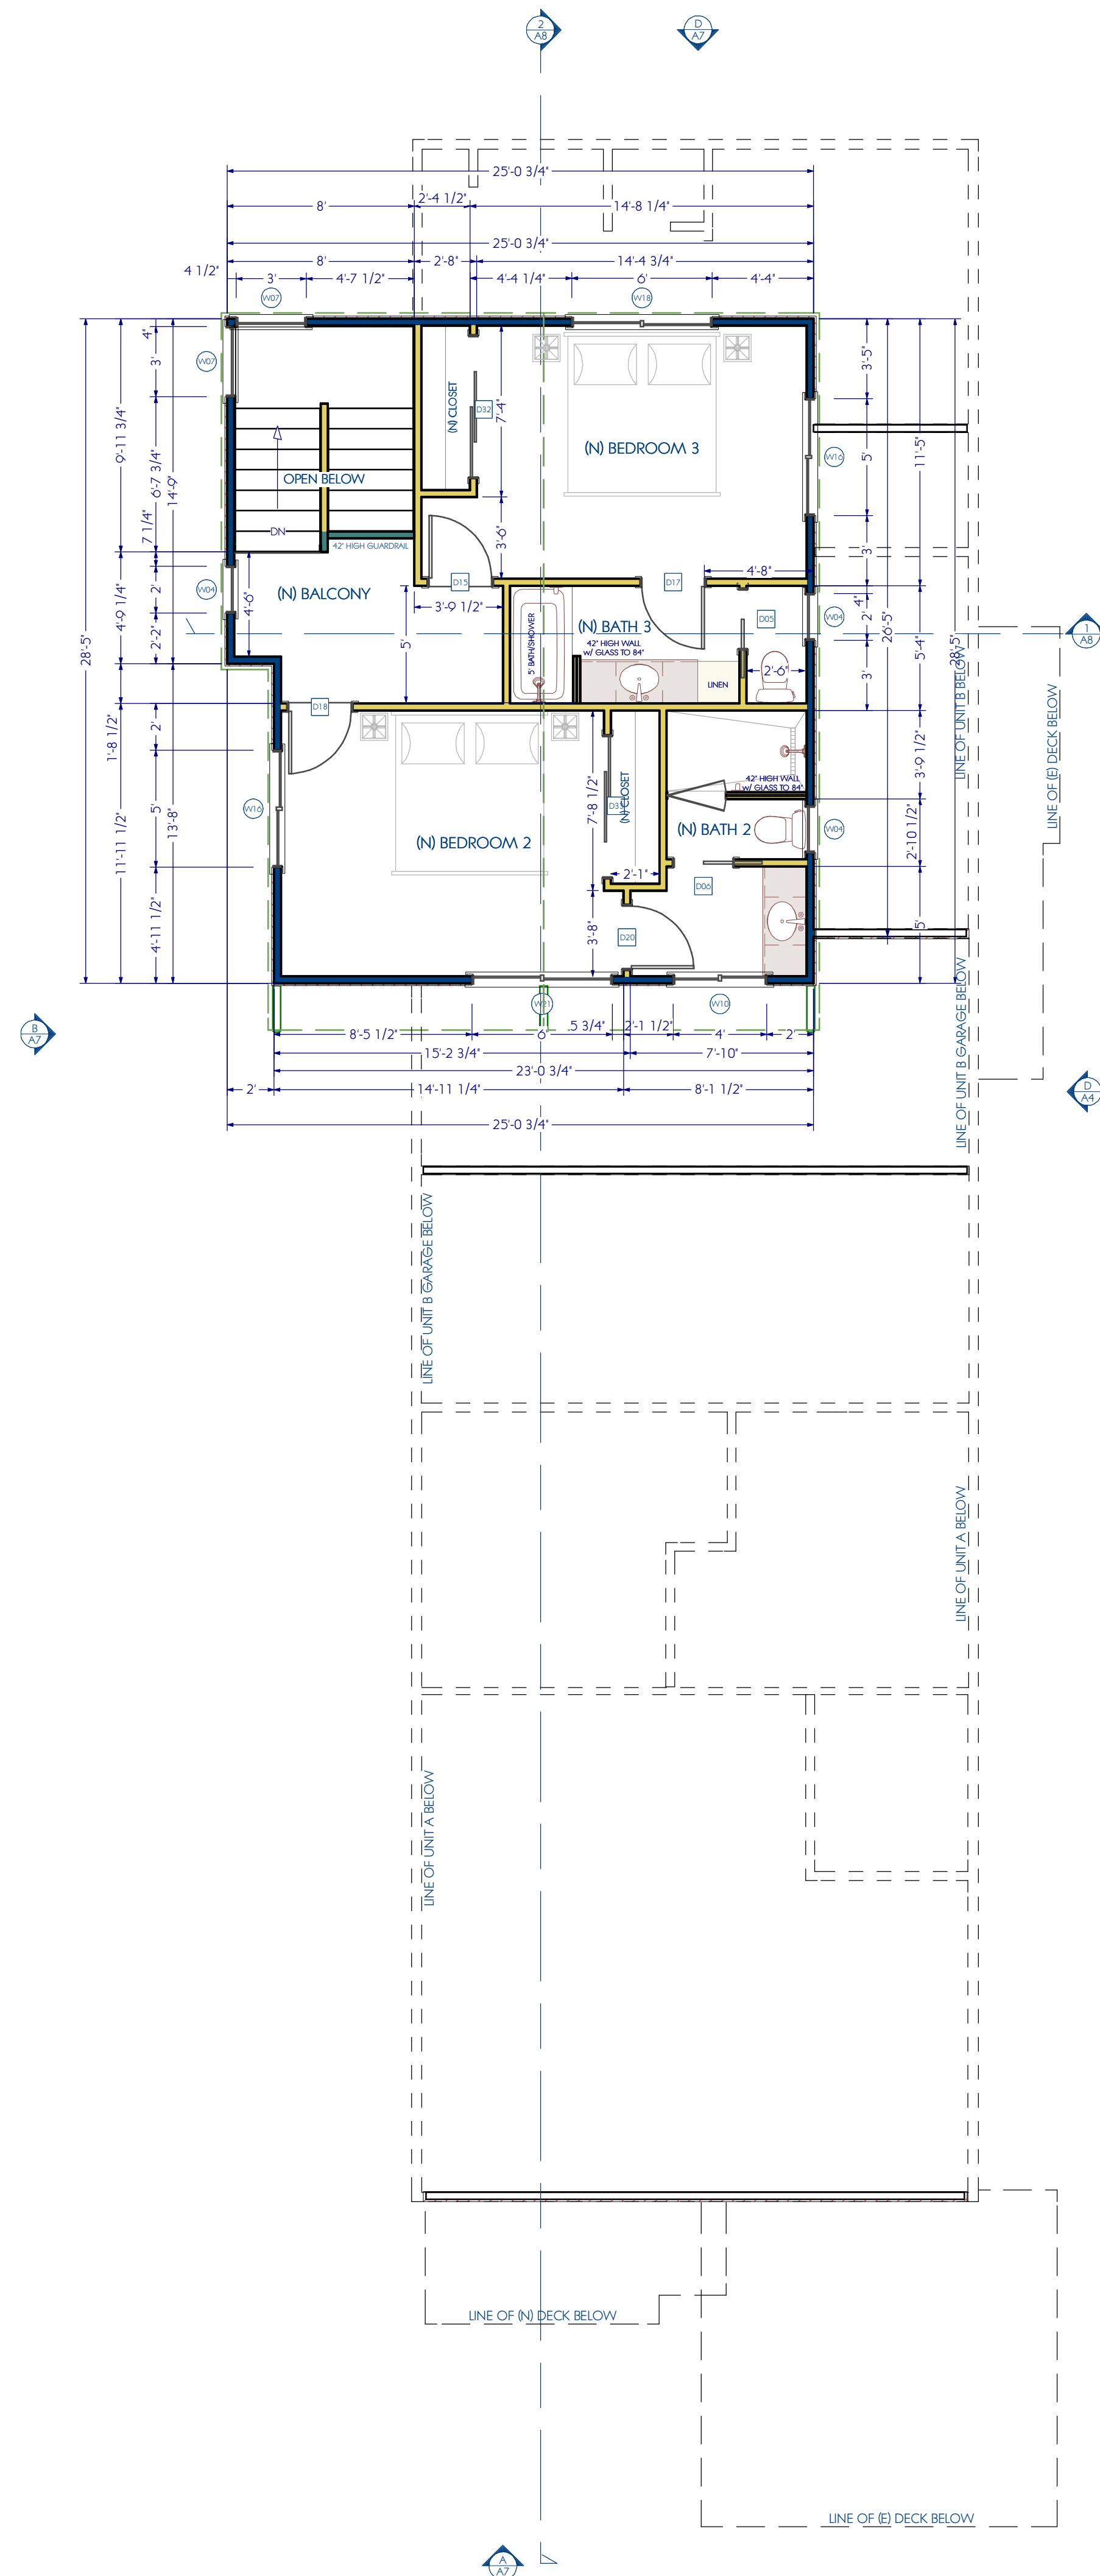 2
A8
D
A7
25'-0 3/4"
2'-4 1/2"
8'
14'-8 1/4"
25'-0 3/4"
8'
2'-8"
14'-4 3/4"
4 1/2"
3'
4'-7 1/2"
4'-4 1/4"
6'
4'-4"
W07
W18
W07
4"
3'
9'-11 3/4"
6'-7 3/4"
14'-9"
7 1/4"
28'-5"
4'-9 1/4"
2'
2'-2"
W04
(N) CLOSET
D32
7'-4"
(N) BEDROOM 3
OPEN BELOW
DN
42" HIGH GUARDRAIL
3'-6"
3'-5"
5'
11'-5"
W16
3'
(N) BALCONY
4'-6"
D15
3'-9 1/2"
5'
D17
4'-8"
5' BATH/SHOWER
(N) BATH 3
42" HIGH WALL
w/ GLASS TO 84"
LINEN
D05
2'-6"
W04
4"
2'
26'-5"
5'-4"
3'
28'-5"
1
A8
LINE OF UNIT B BELOW
LINE OF (E) DECK BELOW
D18
1'-8 1/2"
2'
5'
13'-8"
11'-11 1/2"
4'-11 1/2"
W16
(N) BEDROOM 2
7'-8 1/2"
D33
(N) CLOSET
2'-1"
3'-8"
D20
42" HIGH WALL
w/ GLASS TO 84"
(N) BATH 2
D06
W04
3'-9 1/2"
2'-10 1/2"
5'
W21
W10
B
A7
8'-5 1/2"
6'
5 3/4"
2'-1 1/2"
4'
2'
15'-2 3/4"
7'-10"
23'-0 3/4"
2'
14'-11 1/4"
8'-1 1/2"
25'-0 3/4"
LINE OF UNIT B GARAGE BELOW
D
A4
LINE OF UNIT B GARAGE BELOW
LINE OF UNIT A BELOW
LINE OF UNIT A BELOW
LINE OF (N) DECK BELOW
LINE OF (E) DECK BELOW
A
A7